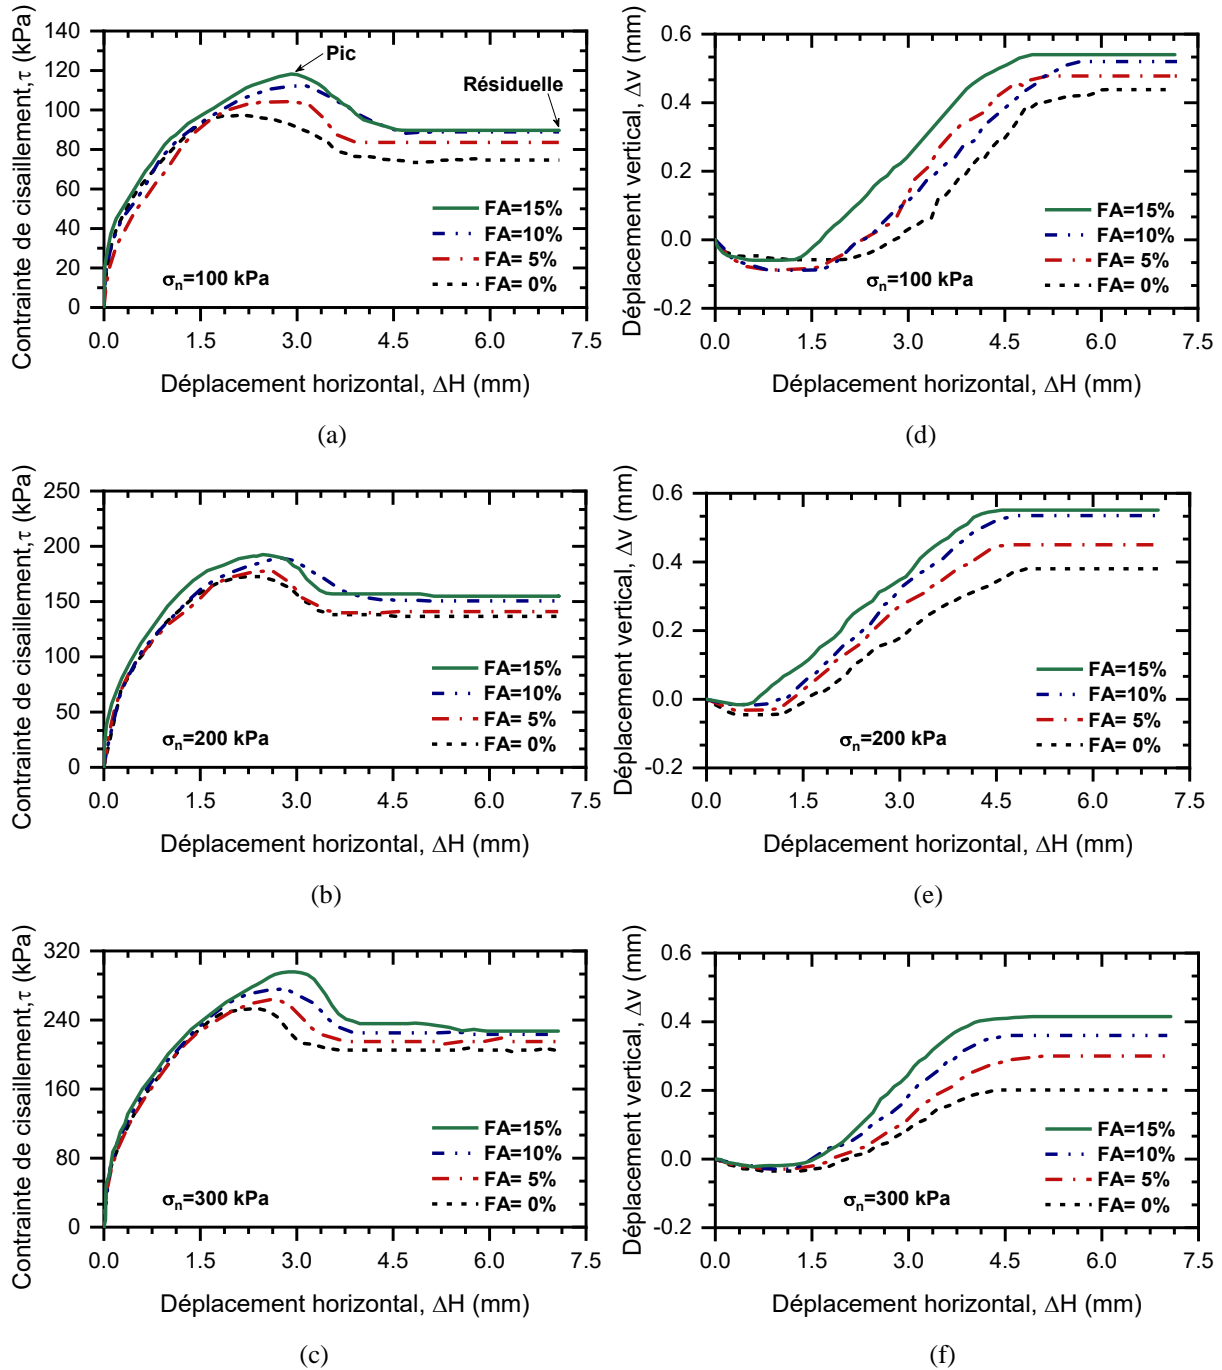 Contrainte de cisaillement,τ (kPa)
140
120
100
80
60
40
20
0
Pic
Résiduelle
FA=15%
FA=10%
FA= 5%
FA= 0%
σn=100 kPa
0.0 1.5 3.0 4.5 6.0 7.5
Déplacement horizontal, ΔH (mm)
(a)
Déplacement vertical, Δv (mm)
0.6
0.4
0.2
0.0
-0.2
FA=15%
FA=10%
FA= 5%
FA= 0%
σn=100 kPa
0.0 1.5 3.0 4.5 6.0 7.5
Déplacement horizontal, ΔH (mm)
(d)
Contrainte de cisaillement,τ (kPa)
250
200
150
100
50
0
FA=15%
FA=10%
FA= 5%
FA= 0%
σn=200 kPa
0.0 1.5 3.0 4.5 6.0 7.5
Déplacement horizontal, ΔH (mm)
(b)
Déplacement vertical, Δv (mm)
0.6
0.4
0.2
0.0
-0.2
FA=15%
FA=10%
FA= 5%
FA= 0%
σn=200 kPa
0.0 1.5 3.0 4.5 6.0 7.5
Déplacement horizontal, ΔH (mm)
(e)
Contrainte de cisaillement,τ (kPa)
320
240
160
80
0
FA=15%
FA=10%
FA= 5%
FA= 0%
σn=300 kPa
0.0 1.5 3.0 4.5 6.0 7.5
Déplacement horizontal, ΔH (mm)
(c)
Déplacement vertical, Δv (mm)
0.6
0.4
0.2
0.0
-0.2
FA=15%
FA=10%
FA= 5%
FA= 0%
σn=300 kPa
0.0 1.5 3.0 4.5 6.0 7.5
Déplacement horizontal, ΔH (mm)
(f)